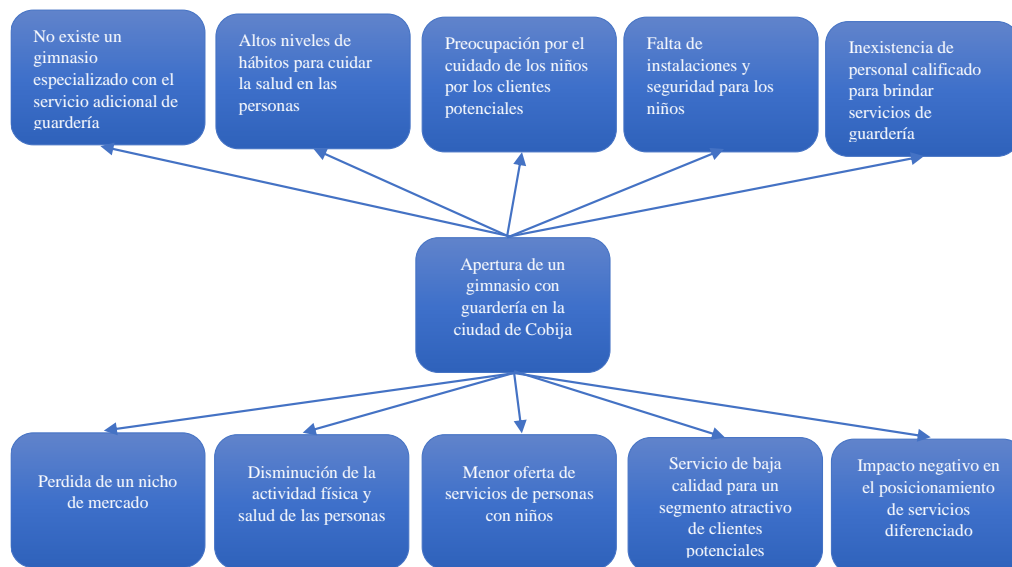 No existe un
gimnasio
especializado con el
servicio adicional de
guardería
Altos niveles de
hábitos para cuidar
la salud en las
personas
Preocupación por el
cuidado de los niños
por los clientes
potenciales
Falta de
instalaciones y
seguridad para los
niños
Inexistencia de
personal calificado
para brindar
servicios de
guardería
Apertura de un
gimnasio con
guardería en la
ciudad de Cobija
Perdida de un nicho
de mercado
Disminución de la
actividad física y
salud de las personas
Menor oferta de
servicios de personas
con niños
Servicio de baja
calidad para un
segmento atractivo
de clientes
potenciales
Impacto negativo en
el posicionamiento
de servicios
diferenciado